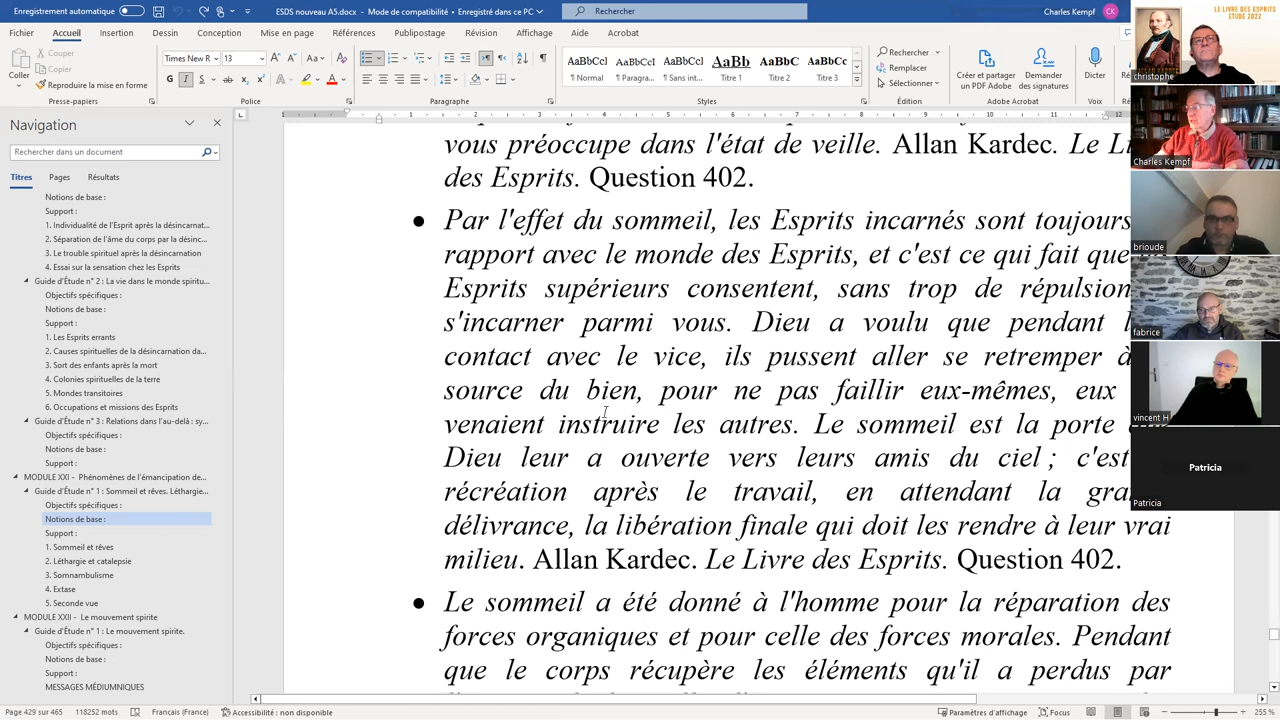 Enregistrement automatique
ESDS nouveau A5.docx • Mode de compatibilité • Enregistré dans ce PC
Rechercher
Charles Kempf
CK
Fichier
Accueil
Insertion
Dessin
Conception
Mise en page
Références
Publipostage
Révision
Affichage
Aide
Acrobat
Coller
Couper
Copier
Reproduire la mise en forme
Presse-papiers
Times New R
13
Police
Paragraphe
AaBbCc
¶ Normal
AaBbCc
¶ Paragra...
AaBbCc
¶ Sans int...
AaBb
Titre 1
AaBbC
Titre 2
AaBbCc
Titre 3
Styles
Rechercher
Remplacer
Sélectionner
Édition
Créer et partager
un PDF Adobe
Demander
des signatures
Adobe Acrobat
Dicter
Voix
Navigation
Rechercher dans un document
Titres
Pages
Résultats
Notions de base :
Support :
1. Individualité de l'Esprit après la désincarnation
2. Séparation de l'âme du corps par la désinc...
3. Le trouble spirituel après la désincarnation
4. Essai sur la sensation chez les Esprits
Guide d'Étude n° 2 : La vie dans le monde spiritu...
Objectifs spécifiques :
Notions de base :
Support :
1. Les Esprits errants
2. Causes spirituelles de la désincarnation da...
3. Sort des enfants après la mort
4. Colonies spirituelles de la terre
5. Mondes transitoires
6. Occupations et missions des Esprits
Guide d'Étude n° 3 : Relations dans l'au-delà : sy...
Objectifs spécifiques :
Notions de base :
Support :
MODULE XXI - Phénomènes de l'émancipation de...
Guide d'Étude n° 1 : Sommeil et rêves. Léthargie...
Objectifs spécifiques :
Notions de base :
Support :
1. Sommeil et rêves
2. Léthargie et catalepsie
3. Somnambulisme
4. Extase
5. Seconde vue
MODULE XXII - Le mouvement spirite
Guide d'Étude n° 1 : Le mouvement spirite.
Objectifs spécifiques :
Notions de base :
Support :
MESSAGES MÉDIUMNIQUES
vous préoccupe dans l'état de veille. Allan Kardec. Le Li
des Esprits. Question 402.
● Par l'effet du sommeil, les Esprits incarnés sont toujours
rapport avec le monde des Esprits, et c'est ce qui fait que
Esprits supérieurs consentent, sans trop de répulsion
s'incarner parmi vous. Dieu a voulu que pendant l
contact avec le vice, ils pussent aller se retremper à
source du bien, pour ne pas faillir eux-mêmes, eux
venaient instruire les autres. Le sommeil est la porte
Dieu leur a ouverte vers leurs amis du ciel ; c'est
récréation après le travail, en attendant la gra
délivrance, la libération finale qui doit les rendre à leur vrai
milieu. Allan Kardec. Le Livre des Esprits. Question 402.
● Le sommeil a été donné à l'homme pour la réparation des
forces organiques et pour celle des forces morales. Pendant
que le corps récupère les éléments qu'il a perdus par
LE LIVRE DES ESPRITS
ETUDE 2022
christophe
Charles Kempf
brioude
fabrice
vincent H
Patricia
Patricia
Page 429 sur 465
118252 mots
Français (France)
Accessibilité : non disponible
Paramètres d'affichage
Focus
255 %